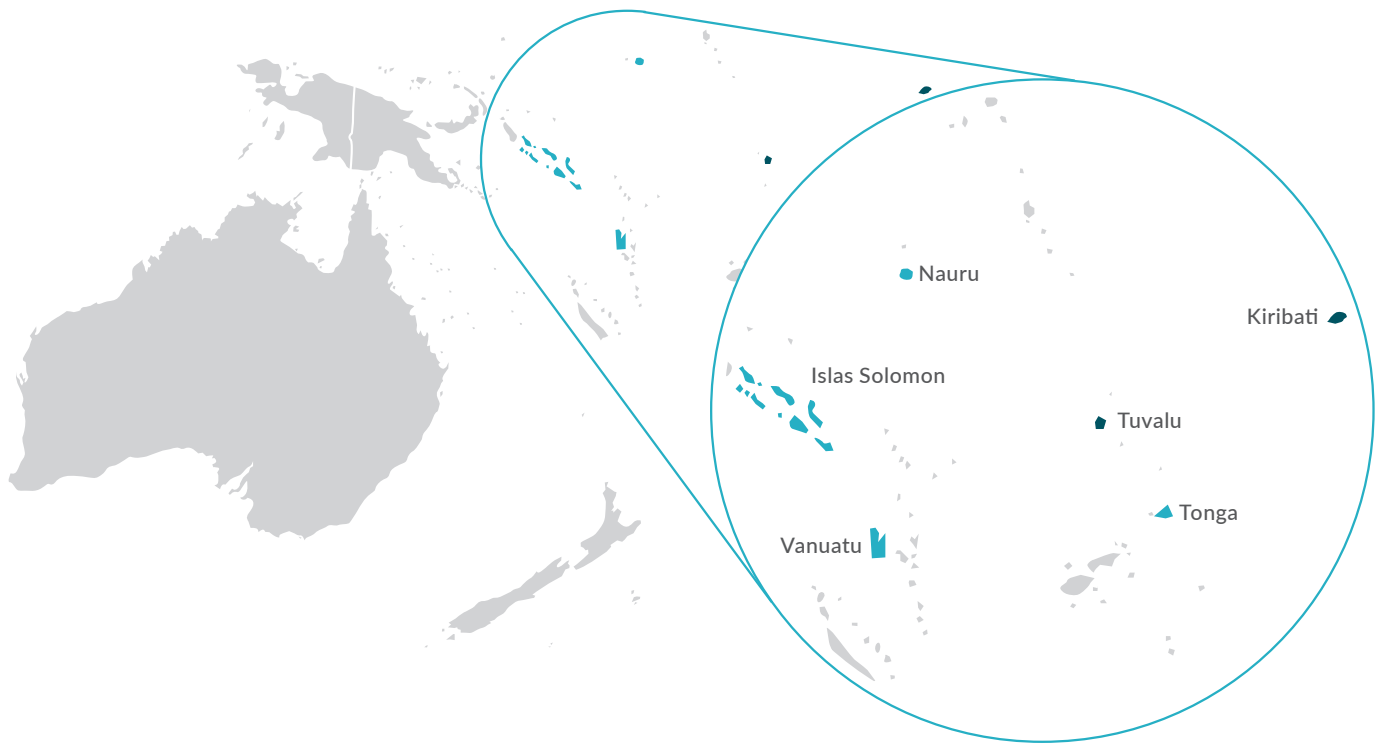 Nauru
Kiribati
Islas Solomon
Tuvalu
Tonga
Vanuatu